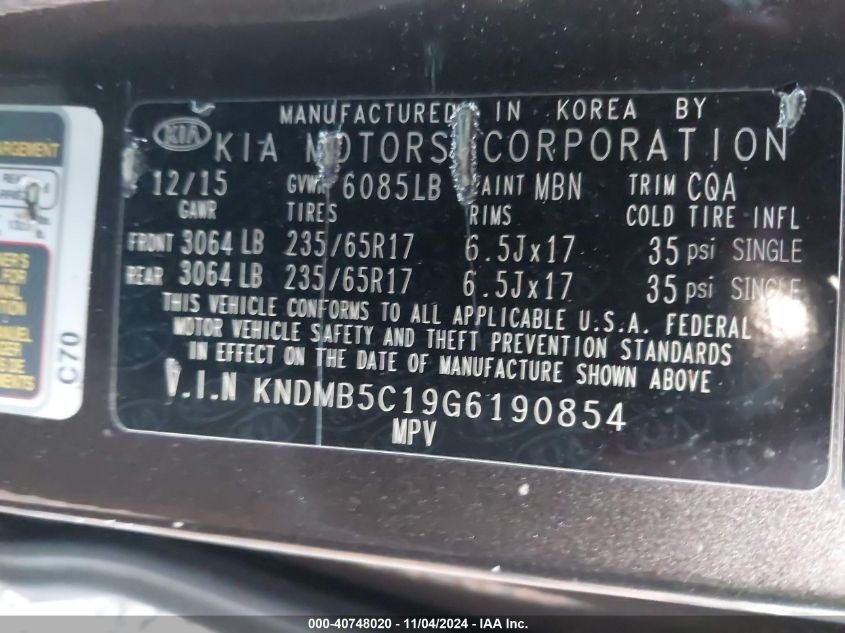 MANUFACTURED IN KOREA BY
KIA KIA MOTORS CORPORATION
12/15 GVWR 6085LB PAINT MBN TRIM CQA
GAWR TIRES RIMS COLD TIRE INFL
FRONT 3064 LB 235/65R17 6.5Jx17 35 psi SINGLE
REAR 3064 LB 235/65R17 6.5Jx17 35 psi SINGLE
THIS VEHICLE CONFORMS TO ALL APPLICABLE U.S.A. FEDERAL
MOTOR VEHICLE SAFETY AND THEFT PREVENTION STANDARDS
IN EFFECT ON THE DATE OF MANUFACTURE SHOWN ABOVE
V.I.N KNDMB5C19G6190854
MPV
C70
000-40748020 - 11/04/2024 - IAA Inc.